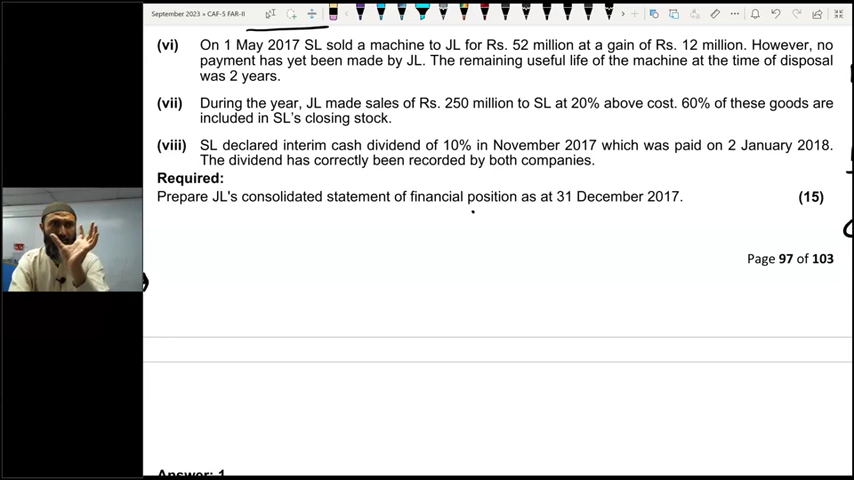 September 2023 » CAF-5 FAR-II
(vi) On 1 May 2017 SL sold a machine to JL for Rs. 52 million at a gain of Rs. 12 million. However, no
payment has yet been made by JL. The remaining useful life of the machine at the time of disposal
was 2 years.
(vii) During the year, JL made sales of Rs. 250 million to SL at 20% above cost. 60% of these goods are
included in SL's closing stock.
(viii) SL declared interim cash dividend of 10% in November 2017 which was paid on 2 January 2018.
The dividend has correctly been recorded by both companies.
Required:
Prepare JL's consolidated statement of financial position as at 31 December 2017. (15)
Page 97 of 103
Answer: 1